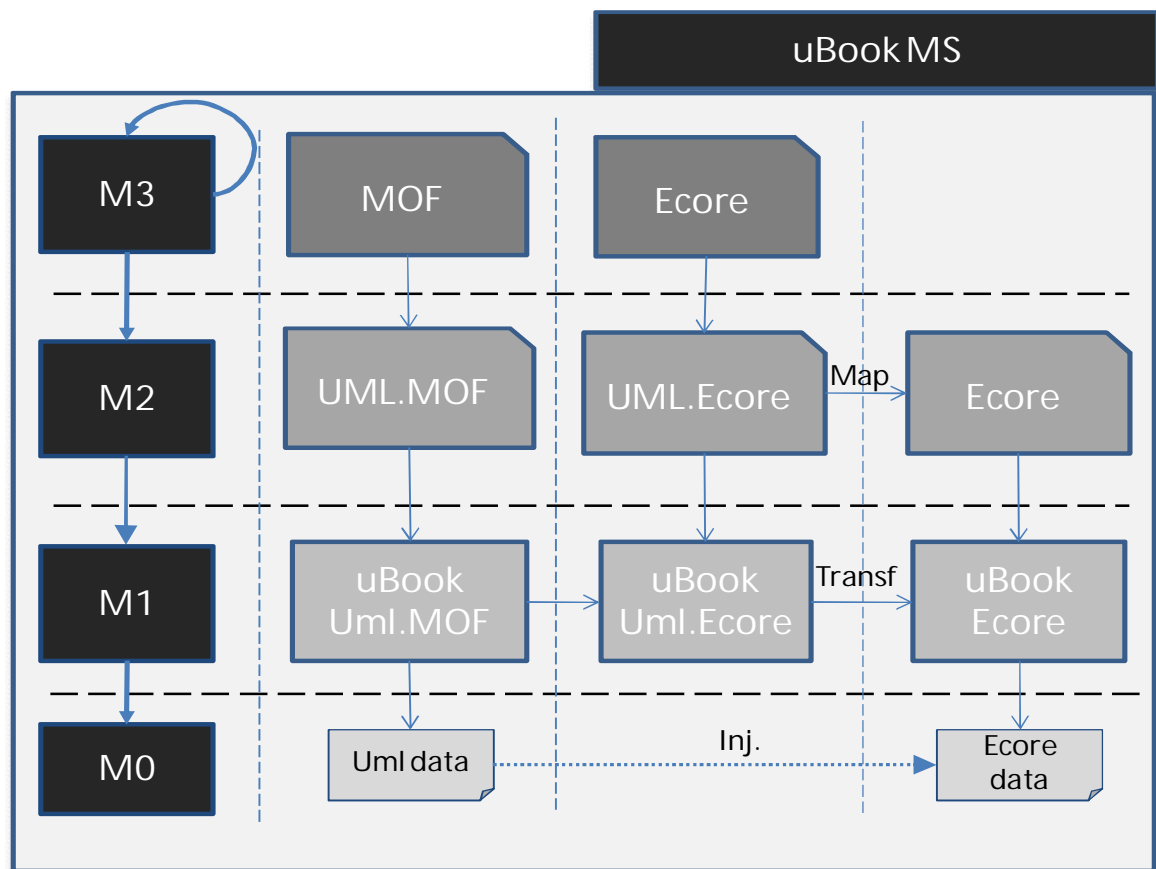 uBook MS
M3
MOF
Ecore
M2
UML.MOF
UML.Ecore
Map
Ecore
M1
uBook
Uml.MOF
uBook
Uml.Ecore
Transf
uBook
Ecore
M0
Uml data
Inj.
Ecore
data